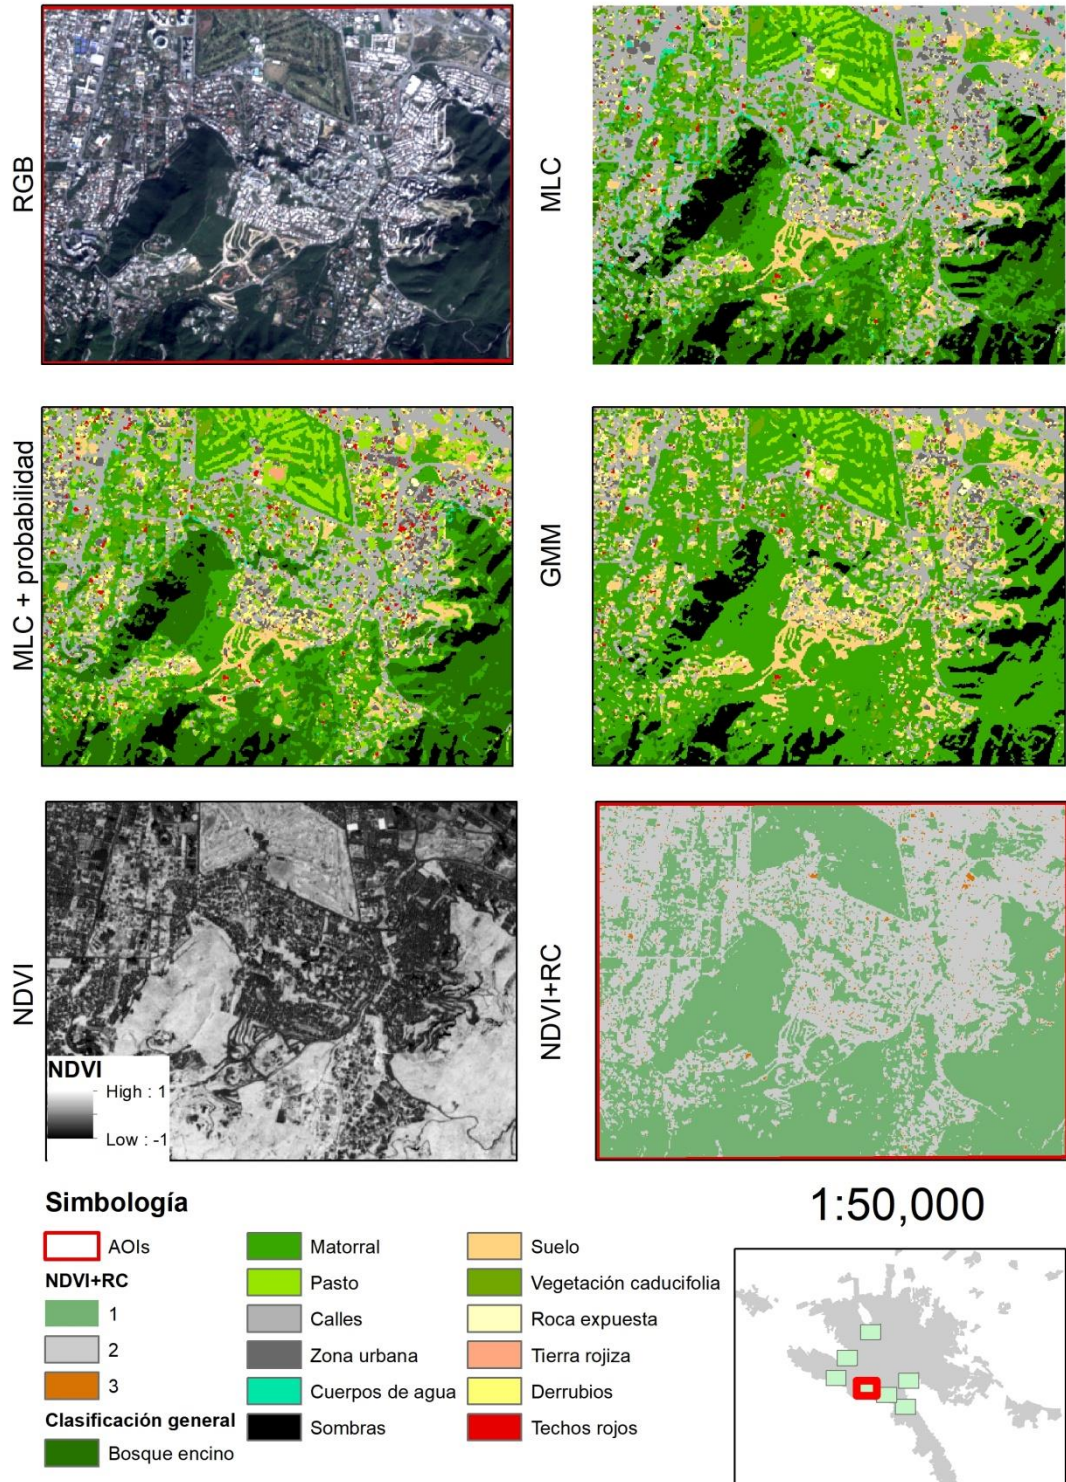 RGB
MLC
MLC + probabilidad
GMM
NDVI
NDVI
High : 1
Low : -1
NDVI+RC
Simbología
AOIs
NDVI+RC
1
2
3
Clasificación general
Bosque encino
Matorral
Pasto
Calles
Zona urbana
Cuerpos de agua
Sombras
Suelo
Vegetación caducifolia
Roca expuesta
Tierra rojiza
Derrubios
Techos rojos
1:50,000